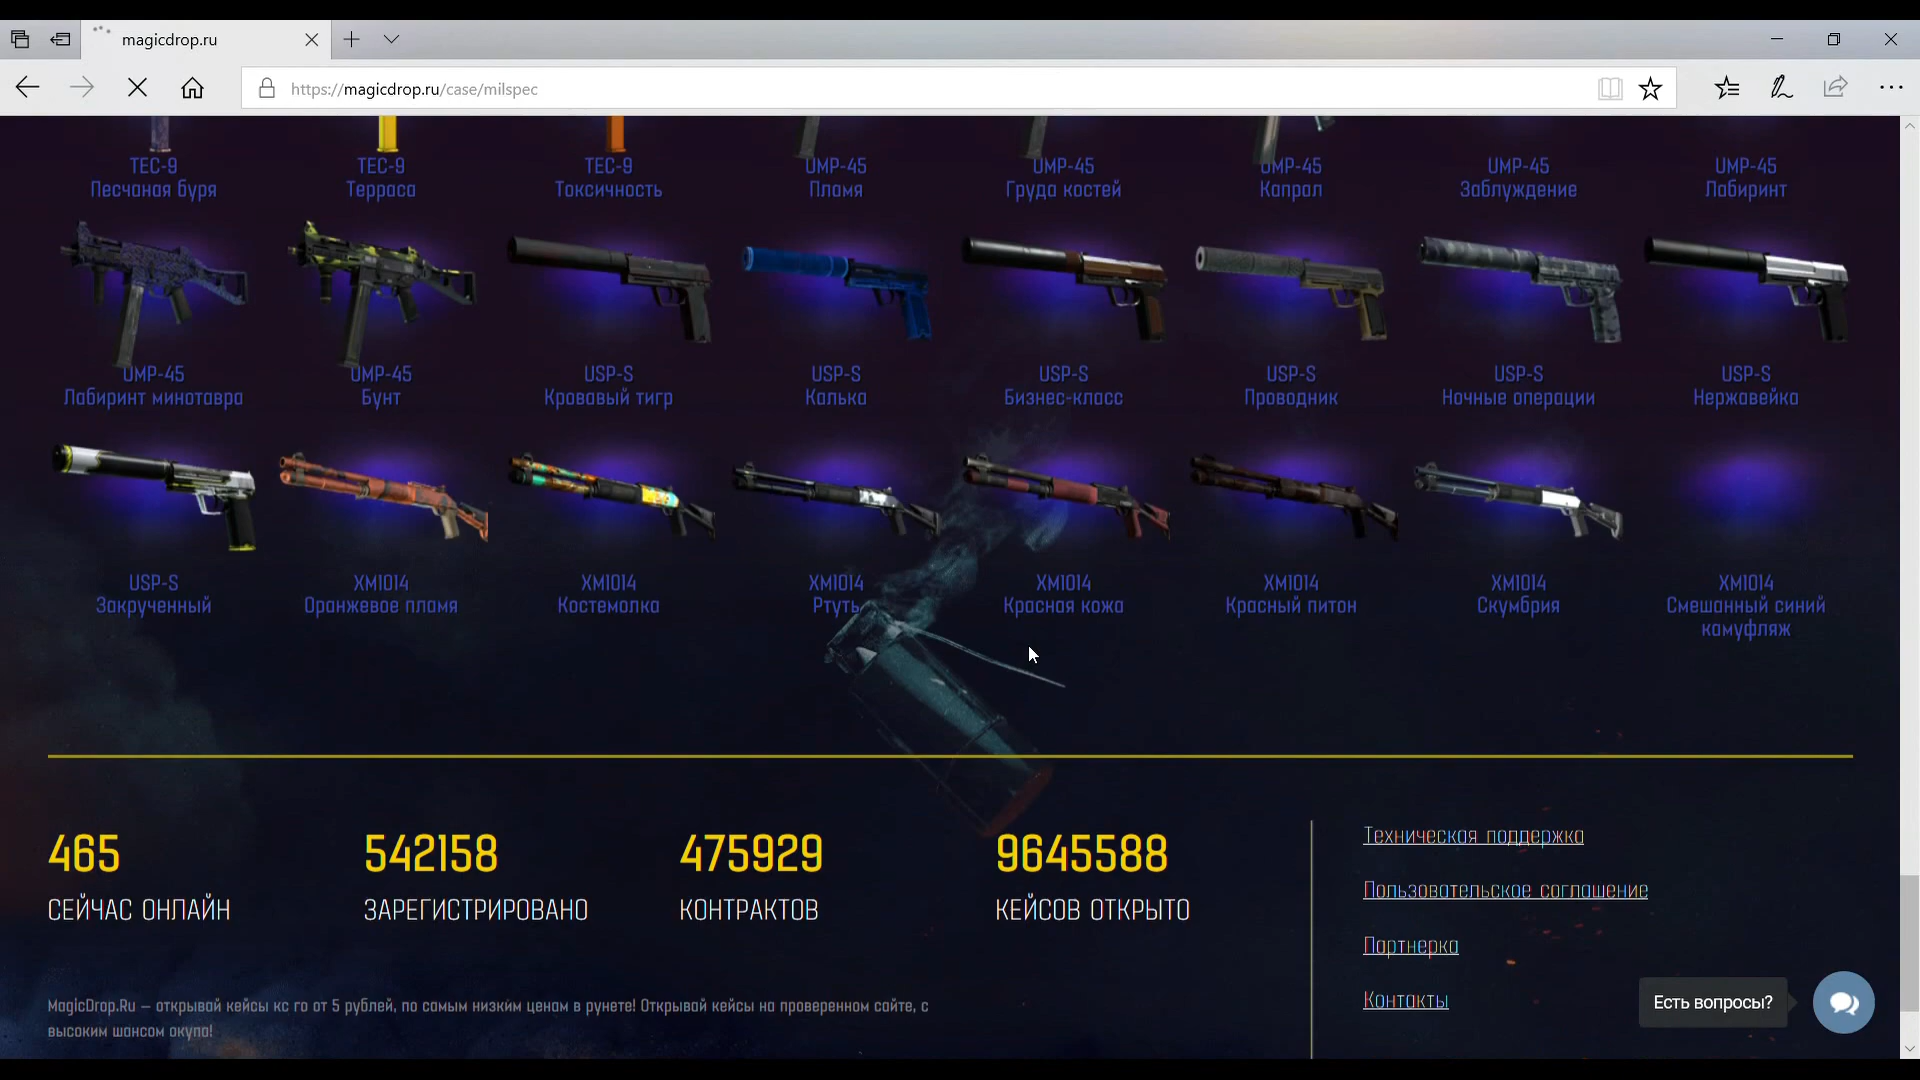 magicdrop.ru
https://magicdrop.ru/case/milspec
TEC-9
Песчаная буря
TEC-9
Терраса
TEC-9
Токсичность
UMP-45
Пламя
UMP-45
Груда костей
UMP-45
Капрал
UMP-45
Заблуждение
UMP-45
Лабиринт
UMP-45
Лабиринт минотавра
UMP-45
Бунт
USP-S
Кровавый тигр
USP-S
Калька
USP-S
Бизнес-класс
USP-S
Проводник
USP-S
Ночные операции
USP-S
Нержавейка
USP-S
Закрученный
XM1014
Оранжевое пламя
XM1014
Костемолка
XM1014
Ртуть
XM1014
Красная кожа
XM1014
Красный питон
XM1014
Скумбрия
XM1014
Смешанный синий
камуфляж
465
СЕЙЧАС ОНЛАЙН
542158
ЗАРЕГИСТРИРОВАНО
475929
КОНТРАКТОВ
9645588
КЕЙСОВ ОТКРЫТО
Техническая поддержка
Пользовательское соглашение
Партнерка
Контакты
MagicDrop.Ru — открывай кейсы кс го от 5 рублей, по самым низким ценам в рунете! Открывай кейсы на проверенном сайте, с
высоким шансом окупа!
Есть вопросы?